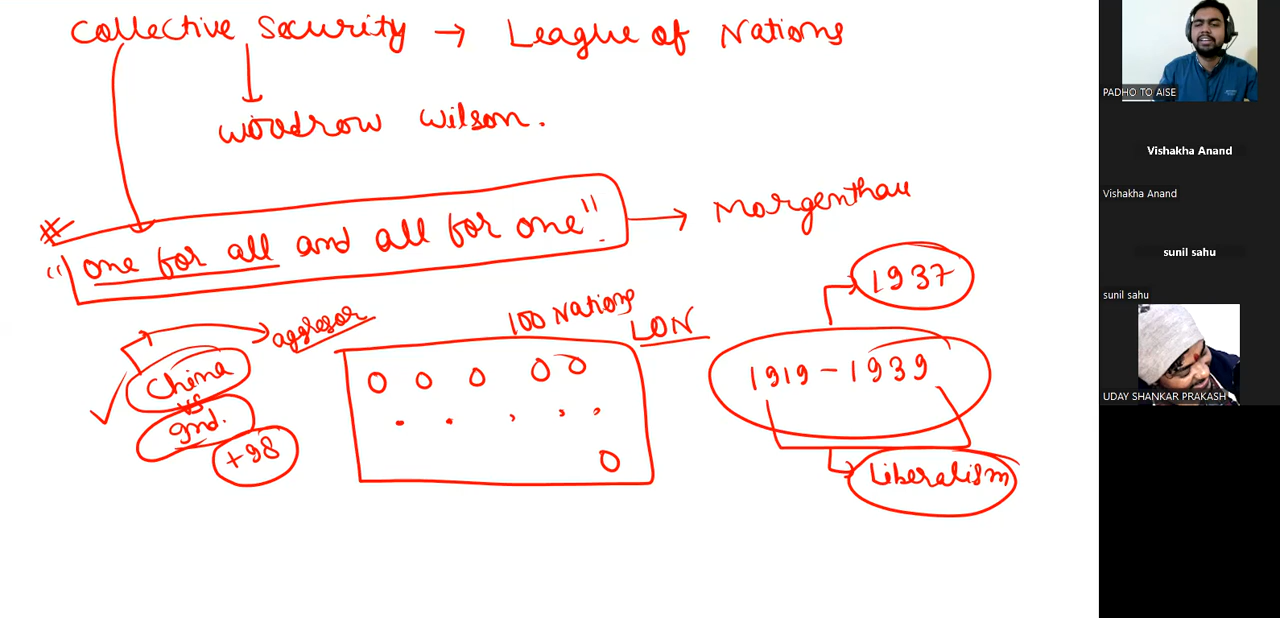 Collective Security → League of Nations
Woodrow Wilson.
"one for all and all for one" → Morgenthau
1937
100 Nations
LON
aggresor
China
vs
Ind.
+98
1919 - 1939
Liberalism
PADHO TO AISE
Vishakha Anand
Vishakha Anand
sunil sahu
sunil sahu
UDAY SHANKAR PRAKASH